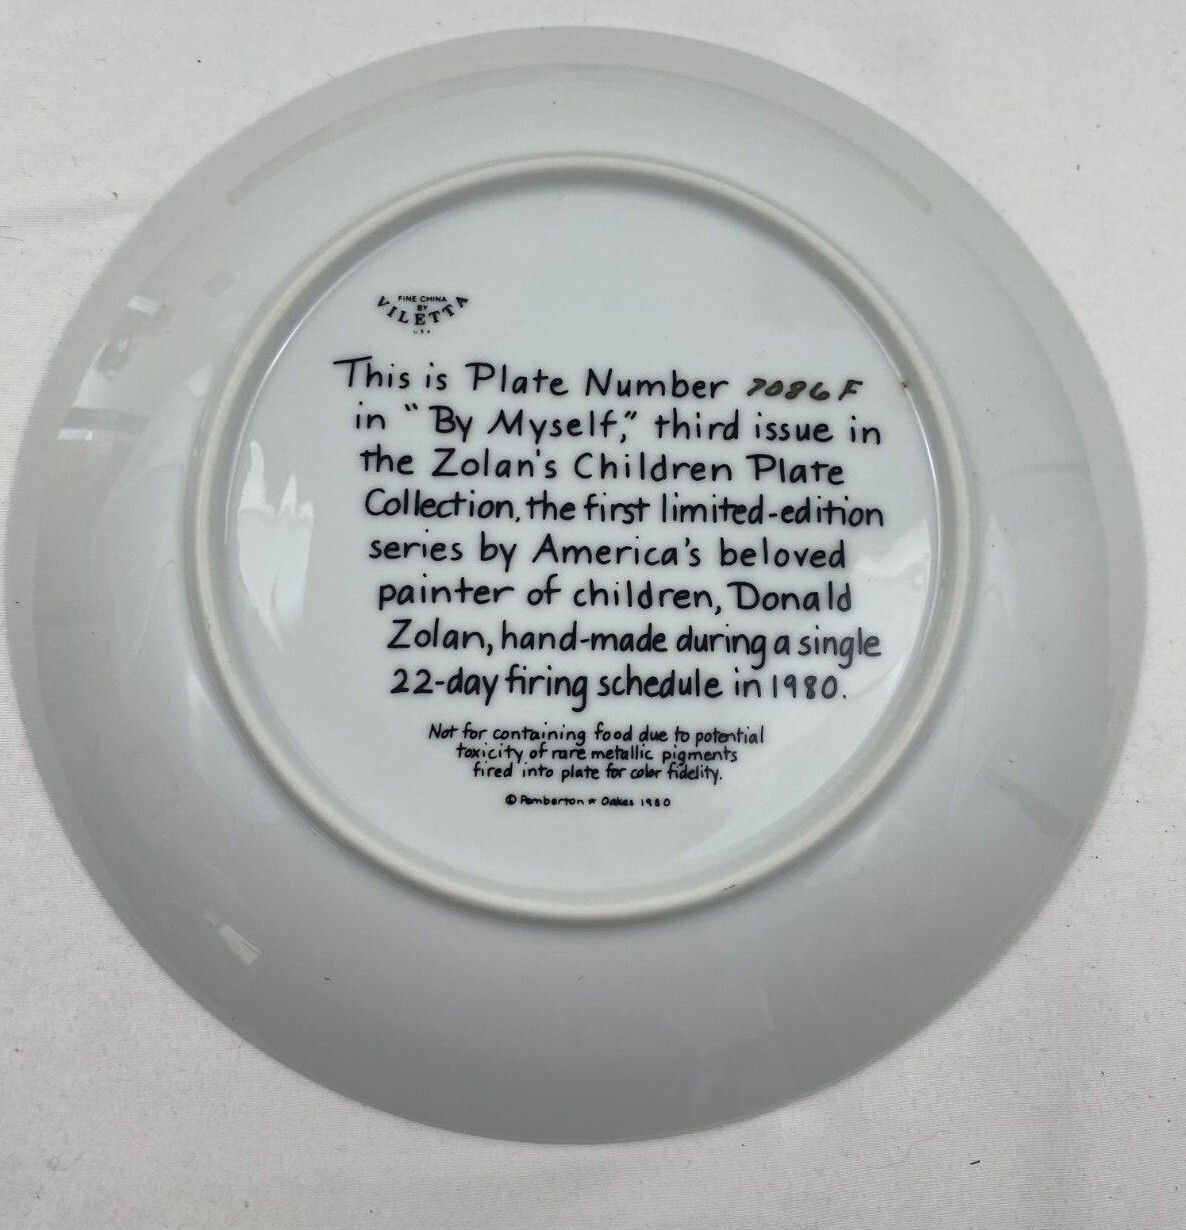 FINE CHINA
BY
VILETTA
USA
This is Plate Number 7086F
in "By Myself," third issue in
the Zolan's Children Plate
Collection, the first limited-edition
series by America's beloved
painter of children, Donald
Zolan, hand-made during a single
22-day firing schedule in 1980.
Not for containing food due to potential
toxicity of rare metallic pigments
fired into plate for color fidelity.
© Pemberton & Oakes 1980